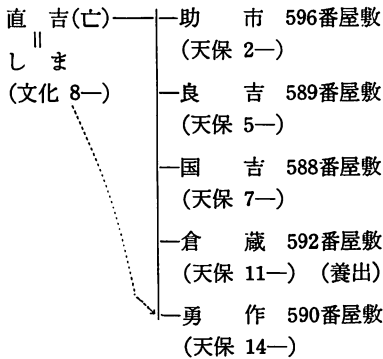 直吉(亡)
‖
しま
(文化 8―)
助市 596番屋敷
(天保 2―)
良吉 589番屋敷
(天保 5―)
国吉 588番屋敷
(天保 7―)
倉蔵 592番屋敷
(天保 11―) (養出)
勇作 590番屋敷
(天保 14―)